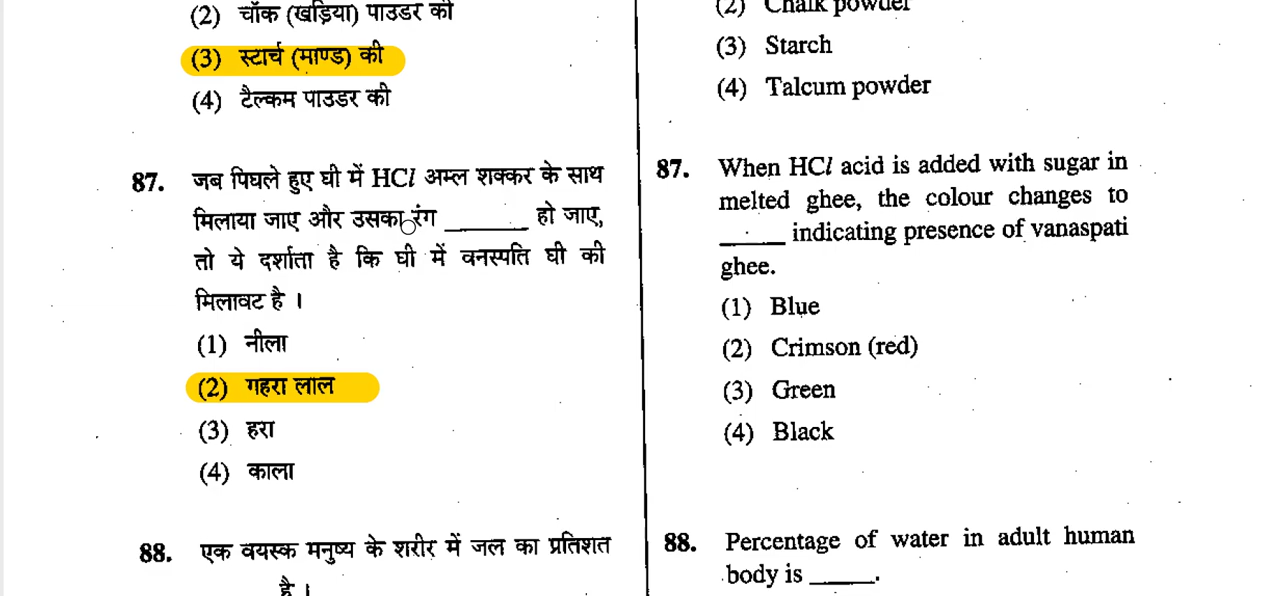 (2) चॉक (खड़िया) पाउडर की
(3) स्टार्च (माण्ड) की
(4) टैल्कम पाउडर की
87. जब पिघले हुए घी में HCl अम्ल शक्कर के साथ
मिलाया जाए और उसका रंग ______ हो जाए,
तो ये दर्शाता है कि घी में वनस्पति घी की
मिलावट है ।
(1) नीला
(2) गहरा लाल
(3) हरा
(4) काला
88. एक वयस्क मनुष्य के शरीर में जल का प्रतिशत
______ है ।
(2) Chalk powder
(3) Starch
(4) Talcum powder
87. When HCl acid is added with sugar in
melted ghee, the colour changes to
_____ indicating presence of vanaspati
ghee.
(1) Blue
(2) Crimson (red)
(3) Green
(4) Black
88. Percentage of water in adult human
body is _____.